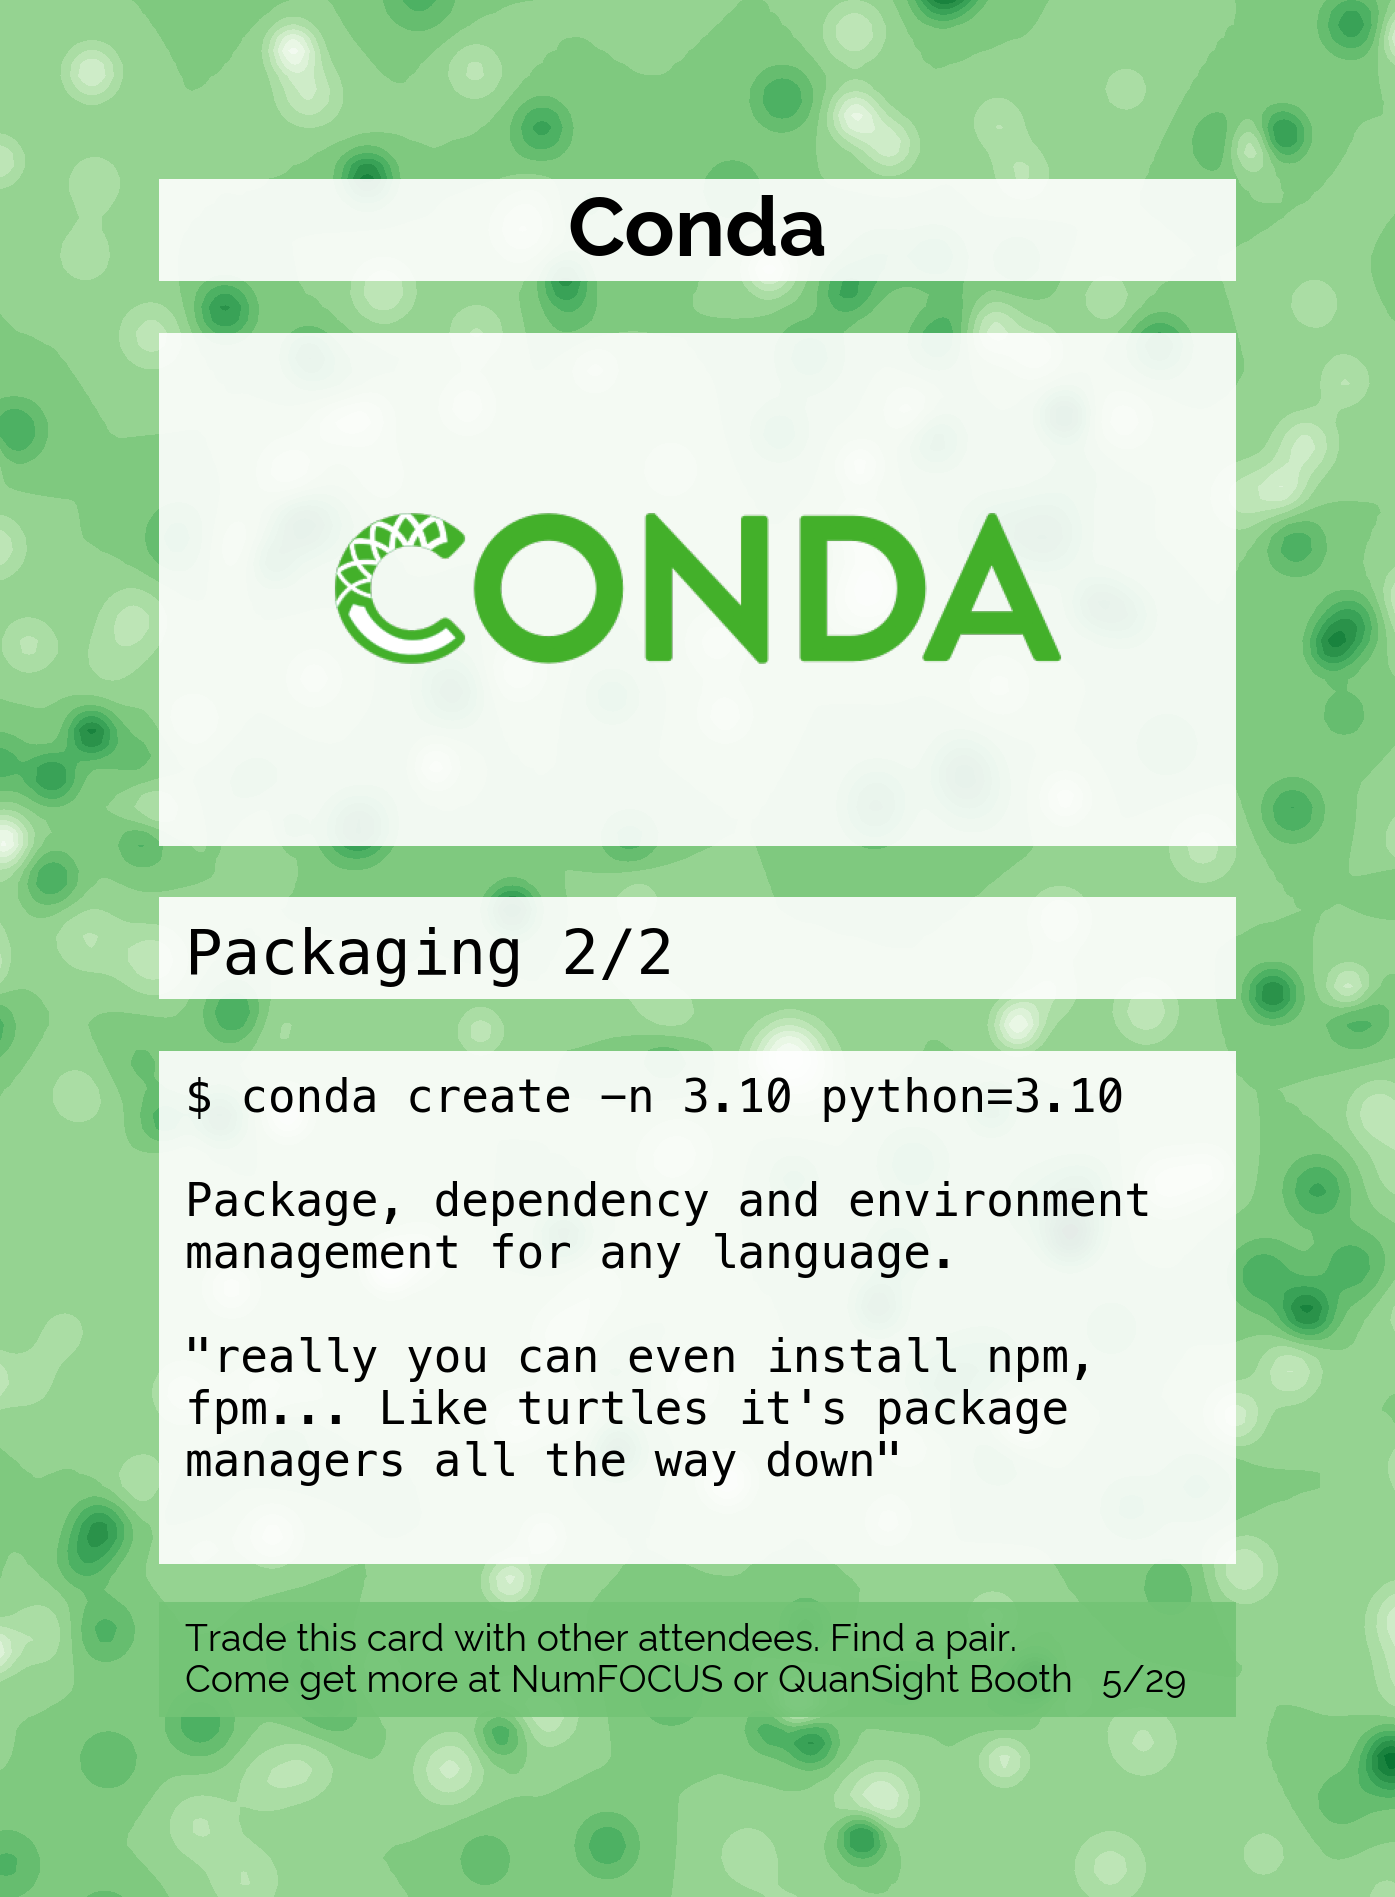 Conda
CONDA
Packaging 2/2
$ conda create −n 3.10 python=3.10
Package, dependency and environment
management for any language.
"really you can even install npm,
fpm... Like turtles it's package
managers all the way down"
Trade this card with other attendees. Find a pair.
Come get more at NumFOCUS or QuanSight Booth 5/29